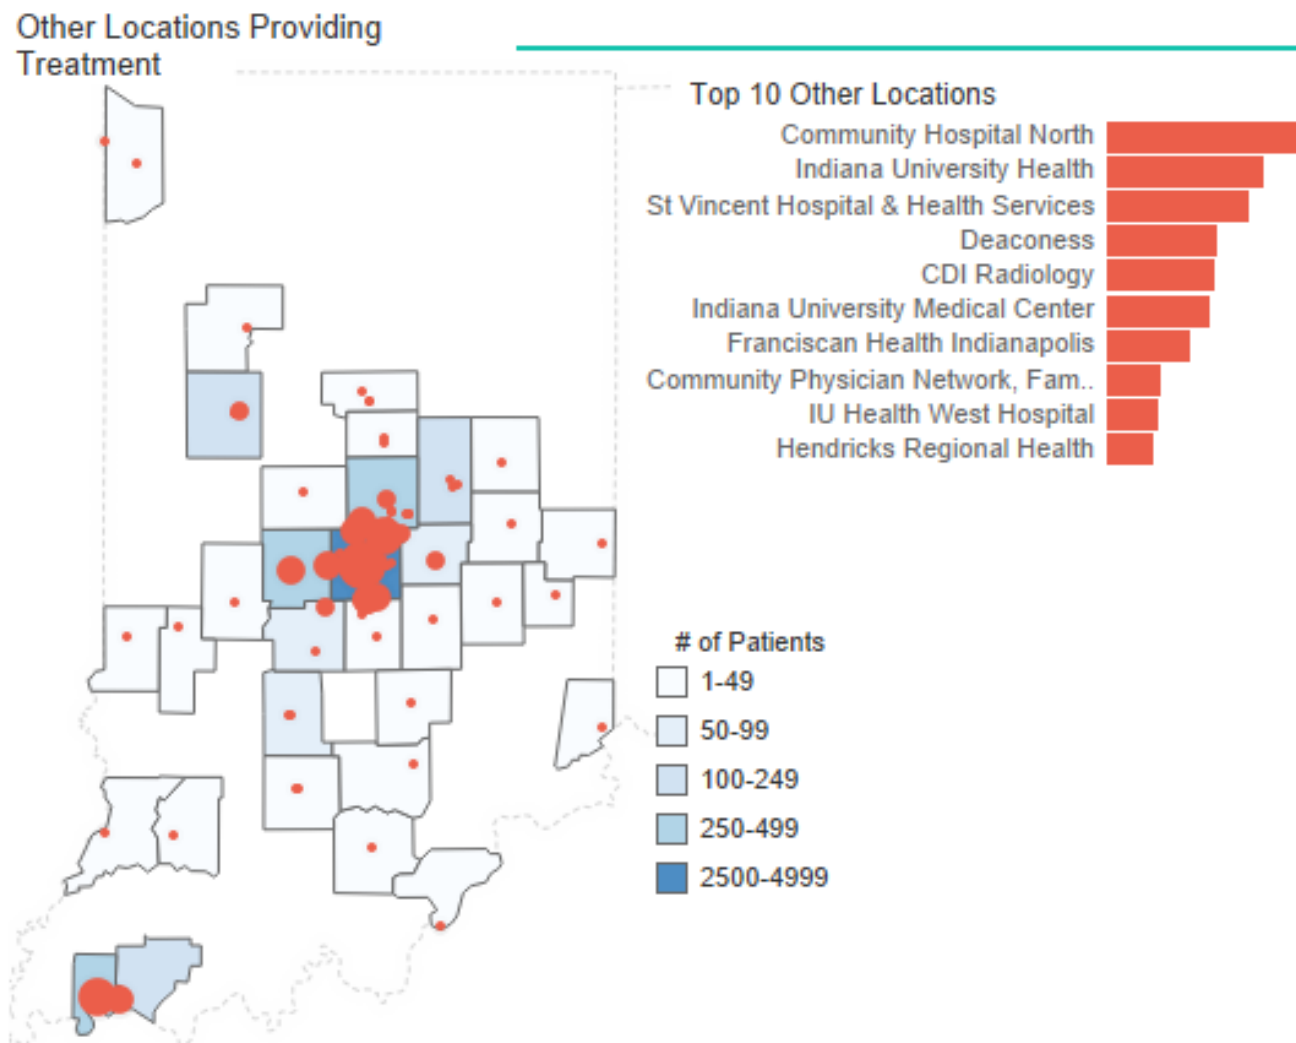 Other Locations Providing
Treatment
Top 10 Other Locations
Community Hospital North
Indiana University Health
St Vincent Hospital & Health Services
Deaconess
CDI Radiology
Indiana University Medical Center
Franciscan Health Indianapolis
Community Physician Network, Fam..
IU Health West Hospital
Hendricks Regional Health
# of Patients
1-49
50-99
100-249
250-499
2500-4999